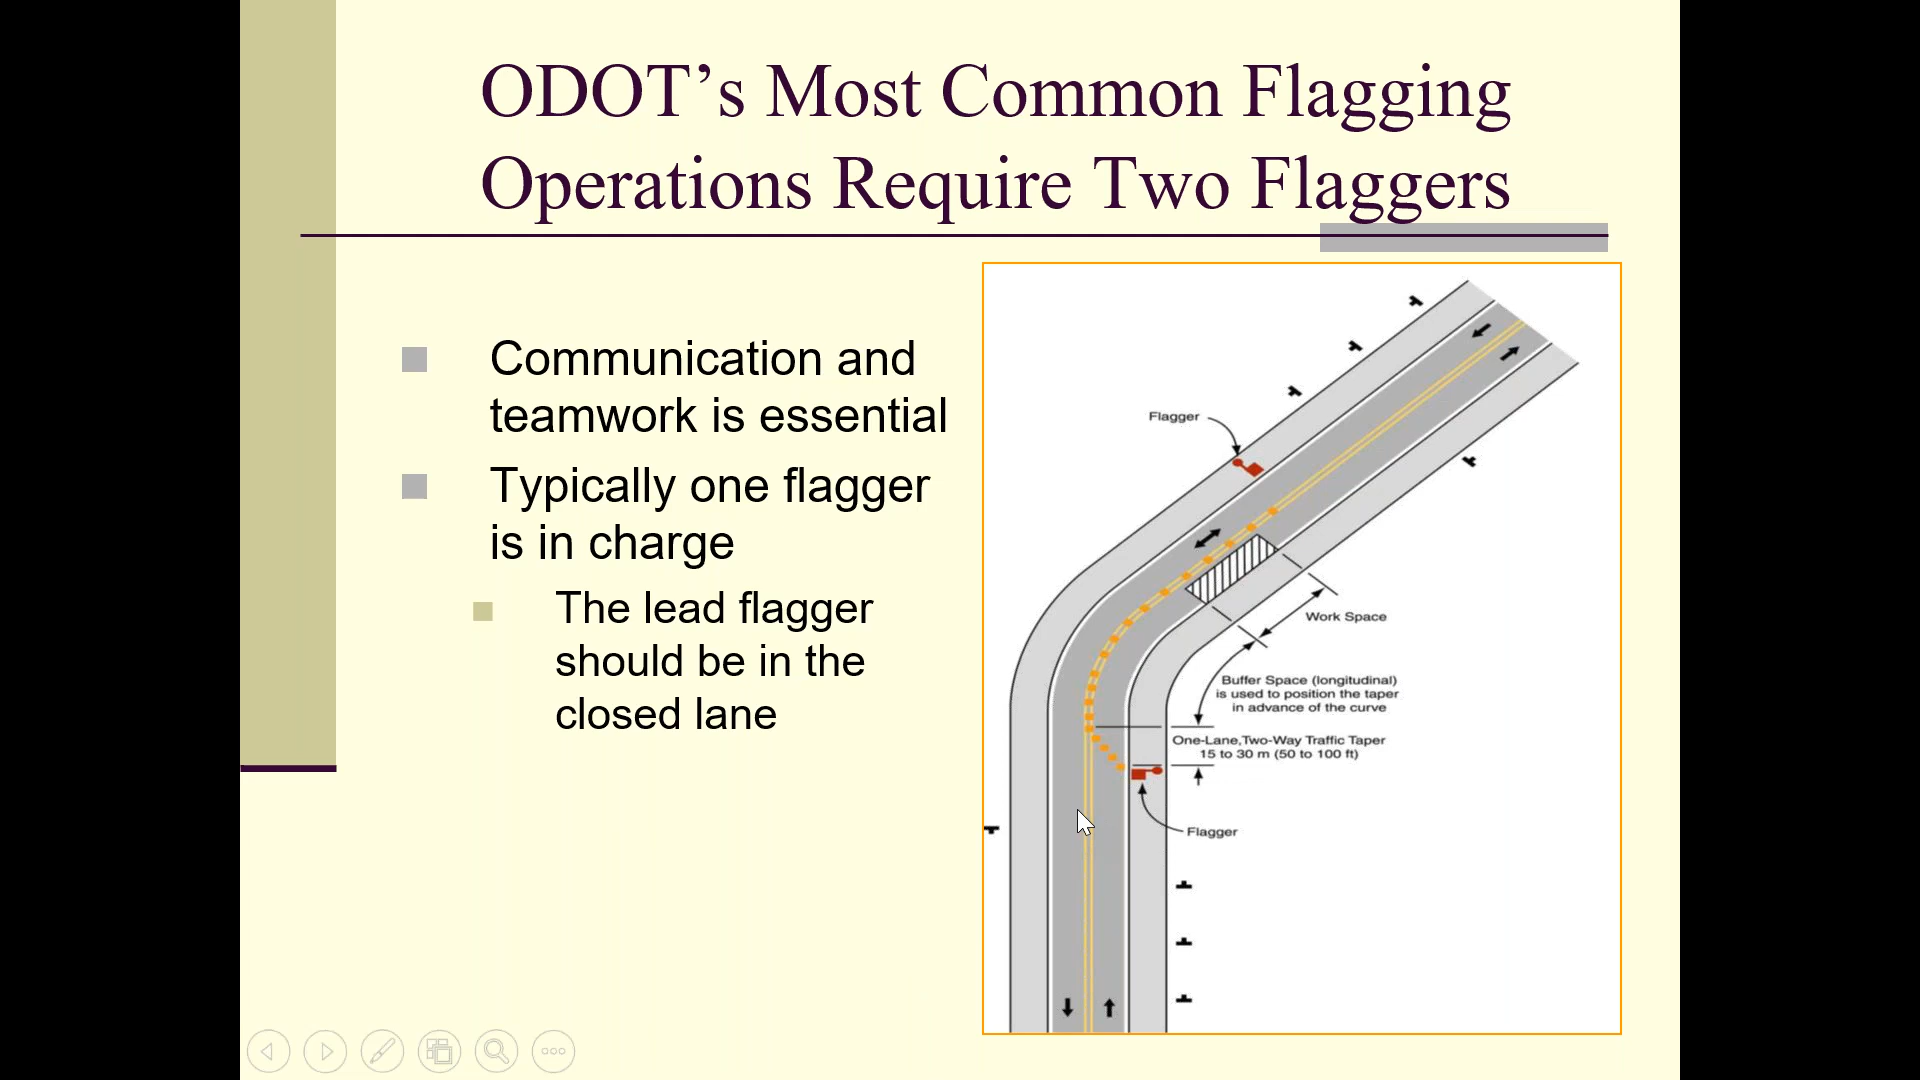 ODOT’s Most Common Flagging
Operations Require Two Flaggers
Communication and
teamwork is essential
Typically one flagger
is in charge
The lead flagger
should be in the
closed lane
Flagger
Work Space
Buffer Space (longitudinal)
is used to position the taper
in advance of the curve
One-Lane,Two-Way Traffic Taper
15 to 30 m (50 to 100 ft)
Flagger